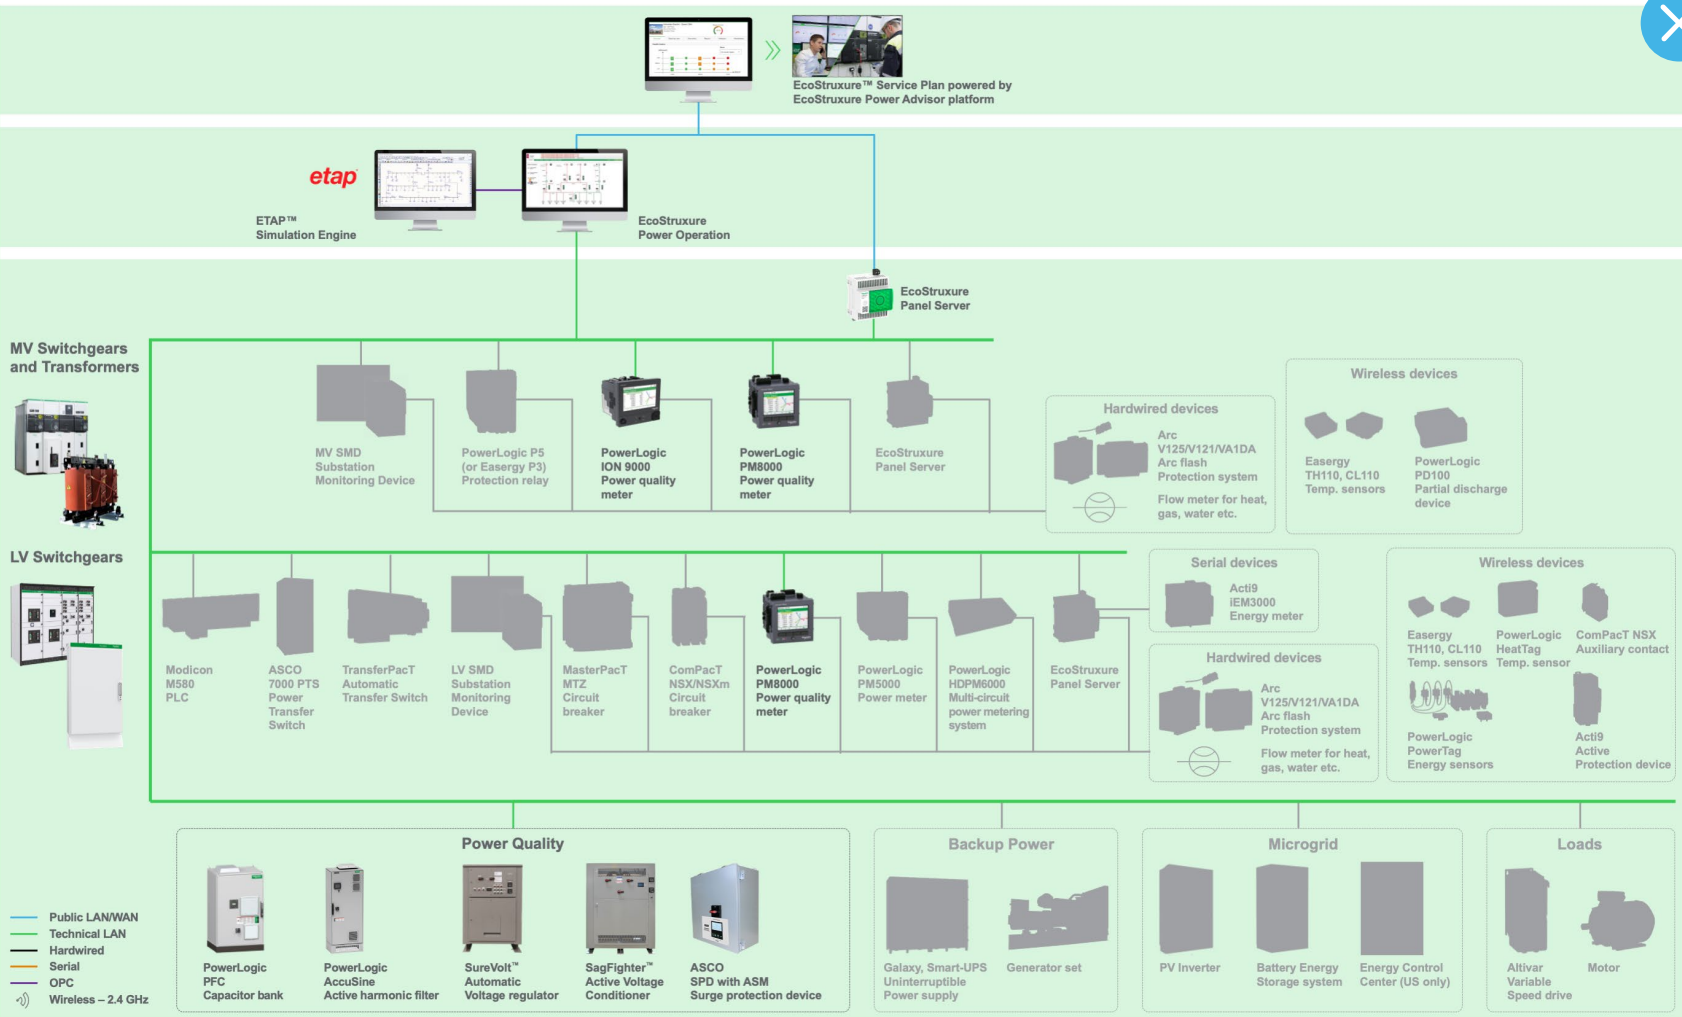 EcoStruxure™ Service Plan powered by
EcoStruxure Power Advisor platform
etap
ETAP™
Simulation Engine
EcoStruxure
Power Operation
EcoStruxure
Panel Server
MV Switchgears
and Transformers
MV SMD
Substation
Monitoring Device
PowerLogic P5
(or Easergy P3)
Protection relay
PowerLogic
ION 9000
Power quality
meter
PowerLogic
PM8000
Power quality
meter
EcoStruxure
Panel Server
Hardwired devices
Arc
V125/V121/VA1DA
Arc flash
Protection system
Flow meter for heat,
gas, water etc.
Wireless devices
Easergy
TH110, CL110
Temp. sensors
PowerLogic
PD100
Partial discharge
device
LV Switchgears
Modicon
M580
PLC
ASCO
7000 PTS
Power
Transfer
Switch
TransferPacT
Automatic
Transfer Switch
LV SMD
Substation
Monitoring
Device
MasterPacT
MTZ
Circuit
breaker
ComPacT
NSX/NSXm
Circuit
breaker
PowerLogic
PM8000
Power quality
meter
PowerLogic
PM5000
Power meter
PowerLogic
HDPM6000
Multi-circuit
power metering
system
EcoStruxure
Panel Server
Serial devices
Acti9
iEM3000
Energy meter
Hardwired devices
Arc
V125/V121/VA1DA
Arc flash
Protection system
Flow meter for heat,
gas, water etc.
Wireless devices
Easergy
TH110, CL110
Temp. sensors
PowerLogic
HeatTag
Temp. sensor
ComPacT NSX
Auxiliary contact
PowerLogic
PowerTag
Energy sensors
Acti9
Active
Protection device
Power Quality
PowerLogic
PFC
Capacitor bank
PowerLogic
AccuSine
Active harmonic filter
SureVolt™
Automatic
Voltage regulator
SagFighter™
Active Voltage
Conditioner
ASCO
SPD with ASM
Surge protection device
Backup Power
Galaxy, Smart-UPS
Uninterruptible
Power supply
Generator set
Microgrid
PV Inverter
Battery Energy
Storage system
Energy Control
Center (US only)
Loads
Altivar
Variable
Speed drive
Motor
Public LAN/WAN
Technical LAN
Hardwired
Serial
OPC
Wireless – 2.4 GHz